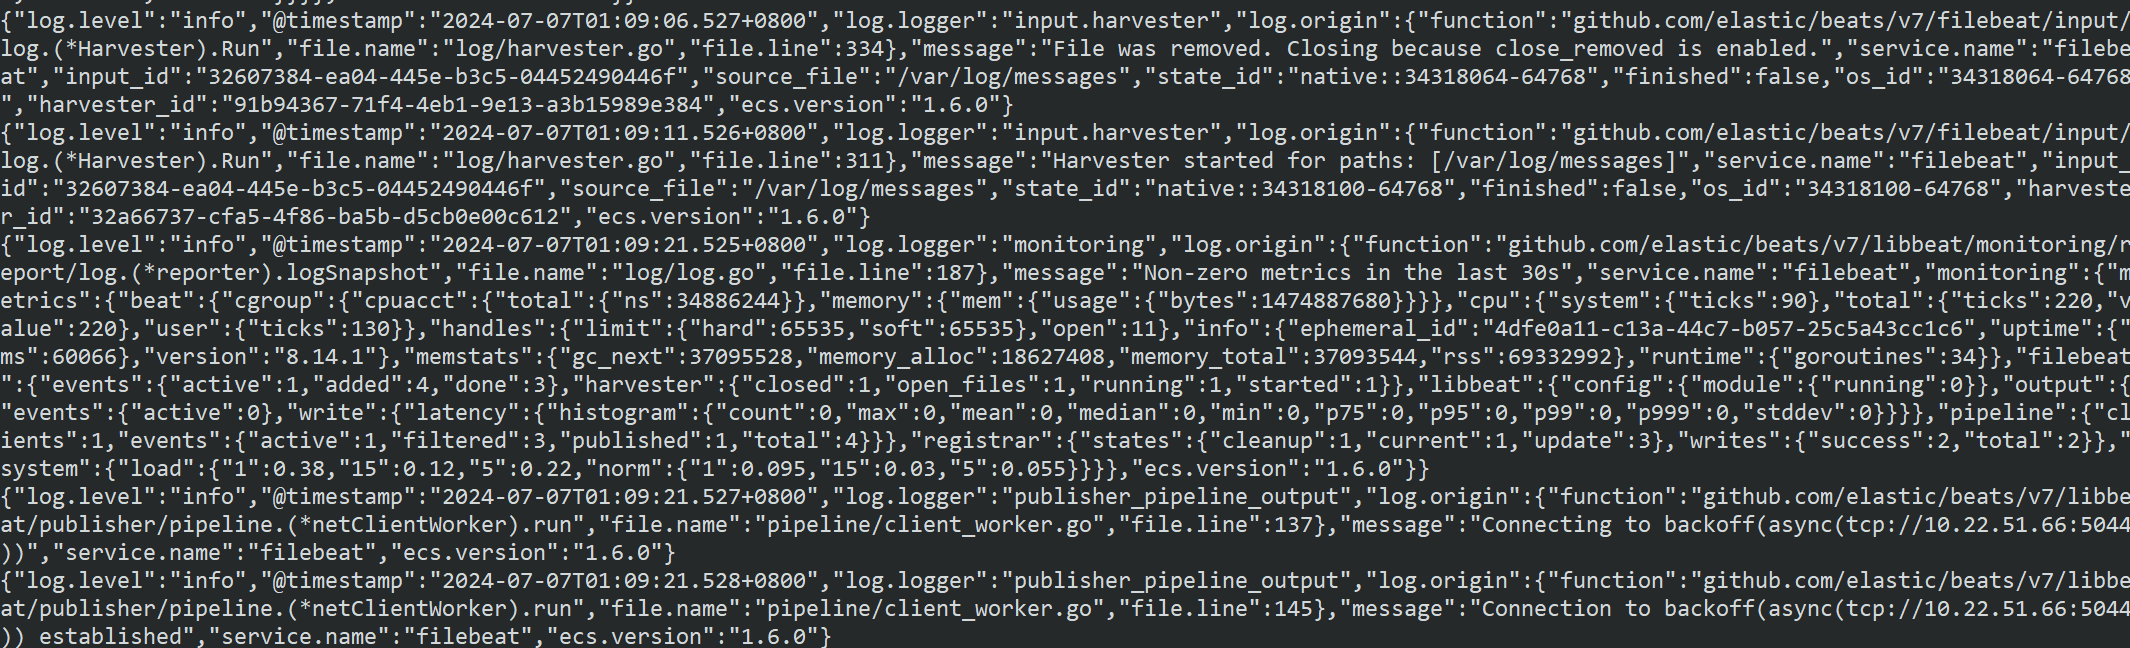 {"log.level":"info","@timestamp":"2024-07-07T01:09:06.527+0800","log.logger":"input.harvester","log.origin":{"function":"github.com/elastic/beats/v7/filebeat/input/
log.(*Harvester).Run","file.name":"log/harvester.go","file.line":334},"message":"File was removed. Closing because close_removed is enabled.","service.name":"filebe
at","input_id":"32607384-ea04-445e-b3c5-04452490446f","source_file":"/var/log/messages","state_id":"native::34318064-64768","finished":false,"os_id":"34318064-64768
","harvester_id":"91b94367-71f4-4eb1-9e13-a3b15989e384","ecs.version":"1.6.0"}
{"log.level":"info","@timestamp":"2024-07-07T01:09:11.526+0800","log.logger":"input.harvester","log.origin":{"function":"github.com/elastic/beats/v7/filebeat/input/
log.(*Harvester).Run","file.name":"log/harvester.go","file.line":311},"message":"Harvester started for paths: [/var/log/messages]","service.name":"filebeat","input_
id":"32607384-ea04-445e-b3c5-04452490446f","source_file":"/var/log/messages","state_id":"native::34318100-64768","finished":false,"os_id":"34318100-64768","harveste
r_id":"32a66737-cfa5-4f86-ba5b-d5cb0e00c612","ecs.version":"1.6.0"}
{"log.level":"info","@timestamp":"2024-07-07T01:09:21.525+0800","log.logger":"monitoring","log.origin":{"function":"github.com/elastic/beats/v7/libbeat/monitoring/r
eport/log.(*reporter).logSnapshot","file.name":"log/log.go","file.line":187},"message":"Non-zero metrics in the last 30s","service.name":"filebeat","monitoring":{"m
etrics":{"beat":{"cgroup":{"cpuacct":{"total":{"ns":34886244}},"memory":{"mem":{"usage":{"bytes":1474887680}}}},"cpu":{"system":{"ticks":90},"total":{"ticks":220,"v
alue":220},"user":{"ticks":130}},"handles":{"limit":{"hard":65535,"soft":65535},"open":11},"info":{"ephemeral_id":"4dfe0a11-c13a-44c7-b057-25c5a43cc1c6","uptime":{"
ms":60066},"version":"8.14.1"},"memstats":{"gc_next":37095528,"memory_alloc":18627408,"memory_total":37093544,"rss":69332992},"runtime":{"goroutines":34}},"filebeat
":{"events":{"active":1,"added":4,"done":3},"harvester":{"closed":1,"open_files":1,"running":1,"started":1}},"libbeat":{"config":{"module":{"running":0}},"output":{
"events":{"active":0},"write":{"latency":{"histogram":{"count":0,"max":0,"mean":0,"median":0,"min":0,"p75":0,"p95":0,"p99":0,"p999":0,"stddev":0}}}},"pipeline":{"cl
ients":1,"events":{"active":1,"filtered":3,"published":1,"total":4}}},"registrar":{"states":{"cleanup":1,"current":1,"update":3},"writes":{"success":2,"total":2}},"
system":{"load":{"1":0.38,"15":0.12,"5":0.22,"norm":{"1":0.095,"15":0.03,"5":0.055}}}},"ecs.version":"1.6.0"}}
{"log.level":"info","@timestamp":"2024-07-07T01:09:21.527+0800","log.logger":"publisher_pipeline_output","log.origin":{"function":"github.com/elastic/beats/v7/libbe
at/publisher/pipeline.(*netClientWorker).run","file.name":"pipeline/client_worker.go","file.line":137},"message":"Connecting to backoff(async(tcp://10.22.51.66:5044
))","service.name":"filebeat","ecs.version":"1.6.0"}
{"log.level":"info","@timestamp":"2024-07-07T01:09:21.528+0800","log.logger":"publisher_pipeline_output","log.origin":{"function":"github.com/elastic/beats/v7/libbe
at/publisher/pipeline.(*netClientWorker).run","file.name":"pipeline/client_worker.go","file.line":145},"message":"Connection to backoff(async(tcp://10.22.51.66:5044
)) established","service.name":"filebeat","ecs.version":"1.6.0"}